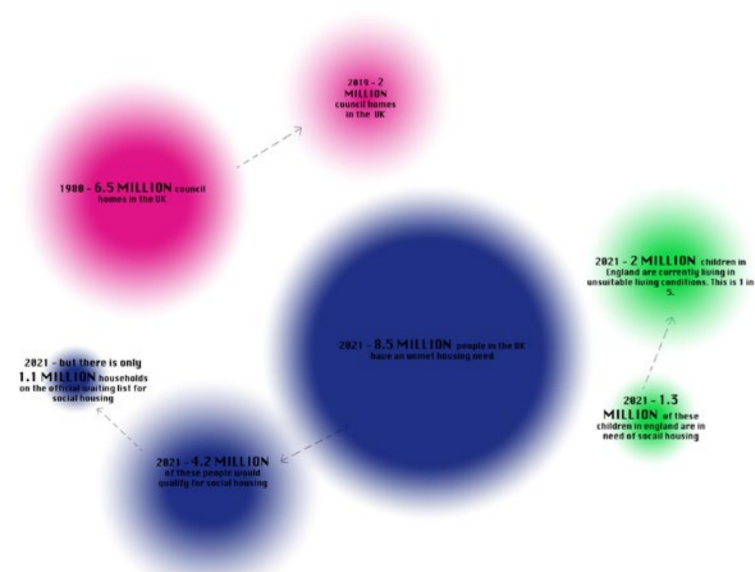 2019 - 2
MILLION
council homes
in the UK
1980 - 6.5 MILLION council
homes in the UK
2021 - 2 MILLION children in
England are currently living in
unsuitable living conditions. This is 1 in
5.
2021 - 8.5 MILLION people in the UK
have an unmet housing need
2021 - but there is only
1.1 MILLION households
on the official waiting list for
social housing
2021 - 1.3
MILLION of these
children in england are in
need of socail housing
2021 - 4.2 MILLION
of these people would
qualify for social housing